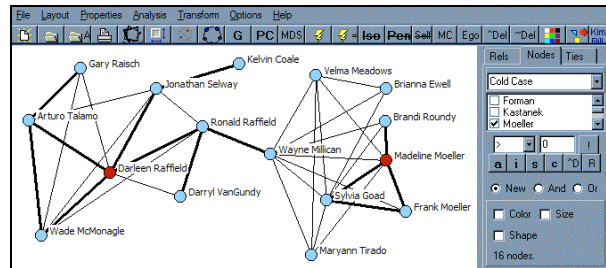 File Layout Properties Analysis Transform Options Help
A G PC MDS = Iso Pen Self MC Ego ~Del ~Del Kim
Rels Nodes Ties
Cold Case
Forman
Kastanek
Moeller
> 0 !
a i s c ^D R
New And Or
Color Size
Shape
16 nodes.
Gary Raisch
Kelvin Coale
Jonathan Selway
Velma Meadows
Brianna Ewell
Arturo Talamo
Ronald Raffield
Brandi Roundy
Wayne Millican
Madeline Moeller
Darleen Raffield
Darryl VanGundy
Sylvia Goad
Frank Moeller
Wade McMonagle
Maryann Tirado